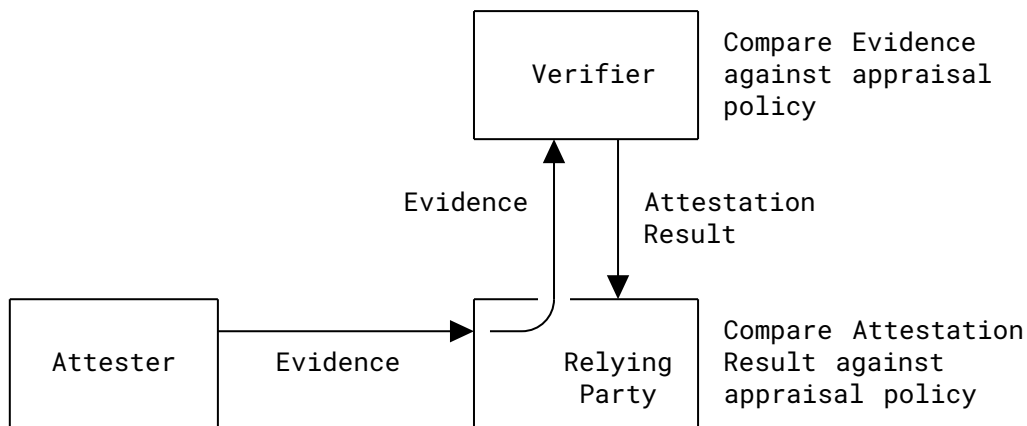 Verifier
Compare Evidence
against appraisal
policy
Evidence
Attestation
Result
Attester
Evidence
Relying
Party
Compare Attestation
Result against
appraisal policy